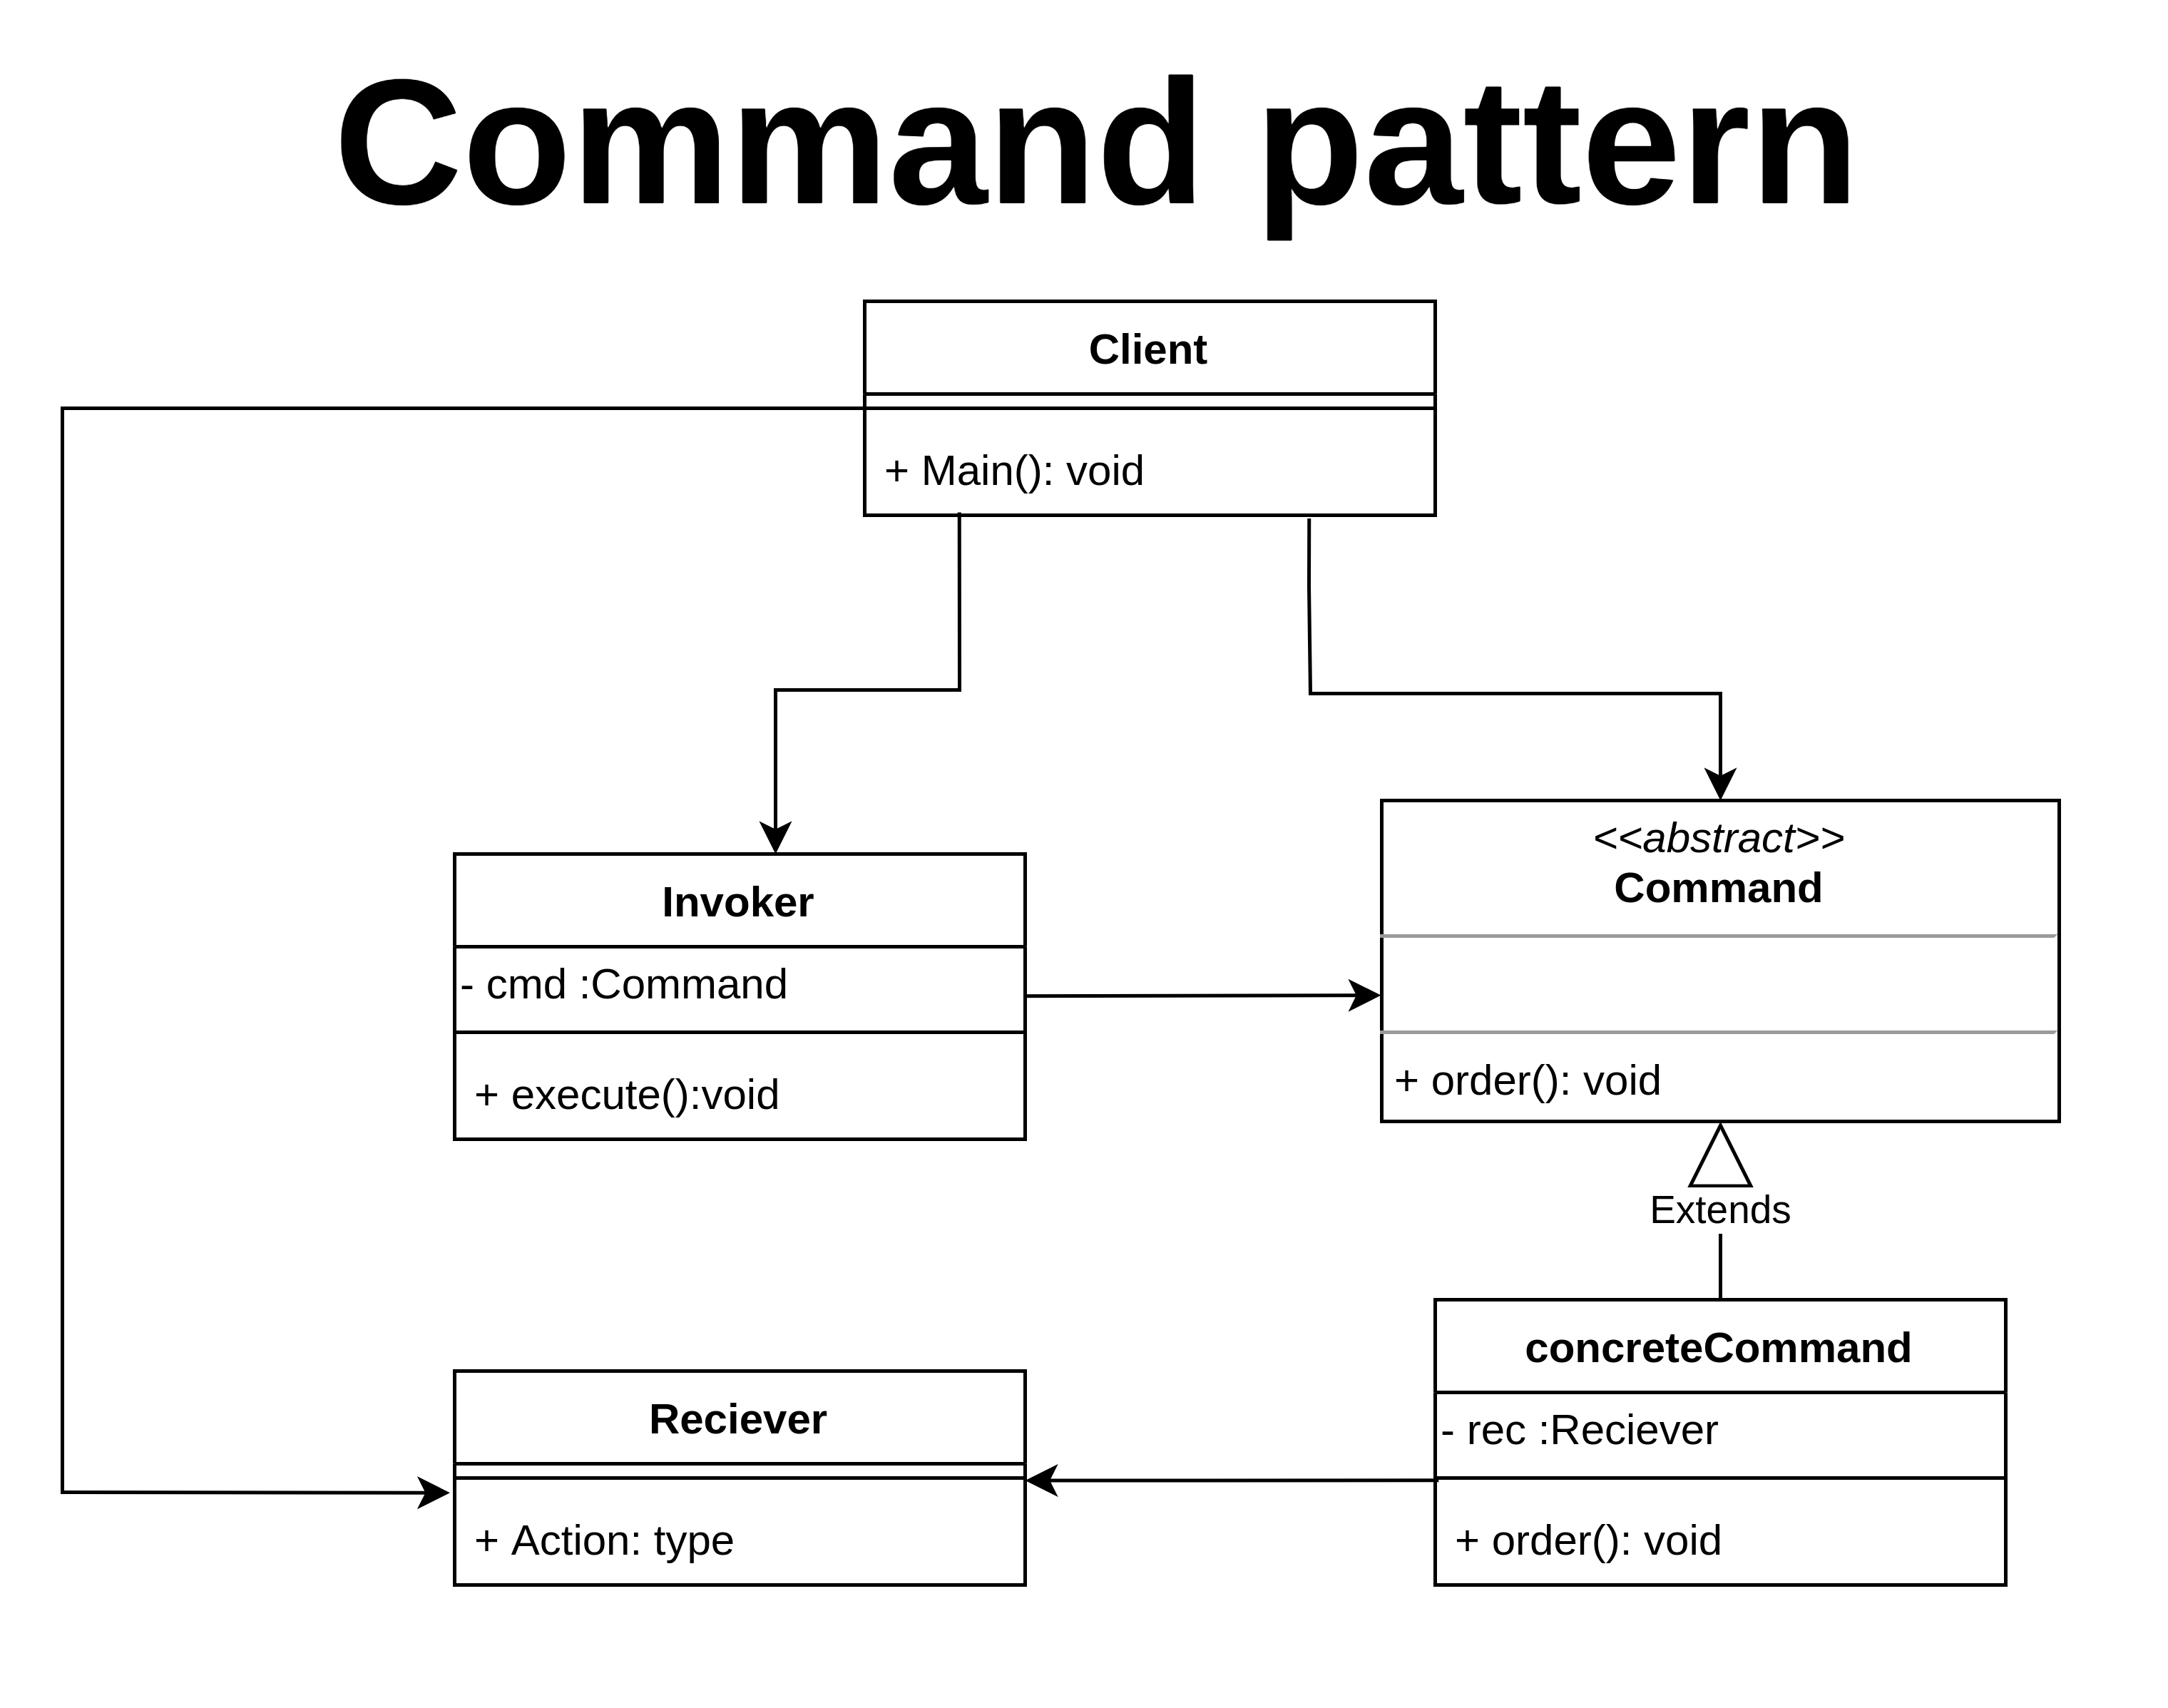 Command pattern
Client
+ Main(): void
<<abstract>>
Command
+ order(): void
Invoker
- cmd :Command
+ execute():void
Extends
concreteCommand
- rec :Reciever
+ order(): void
Reciever
+ Action: type